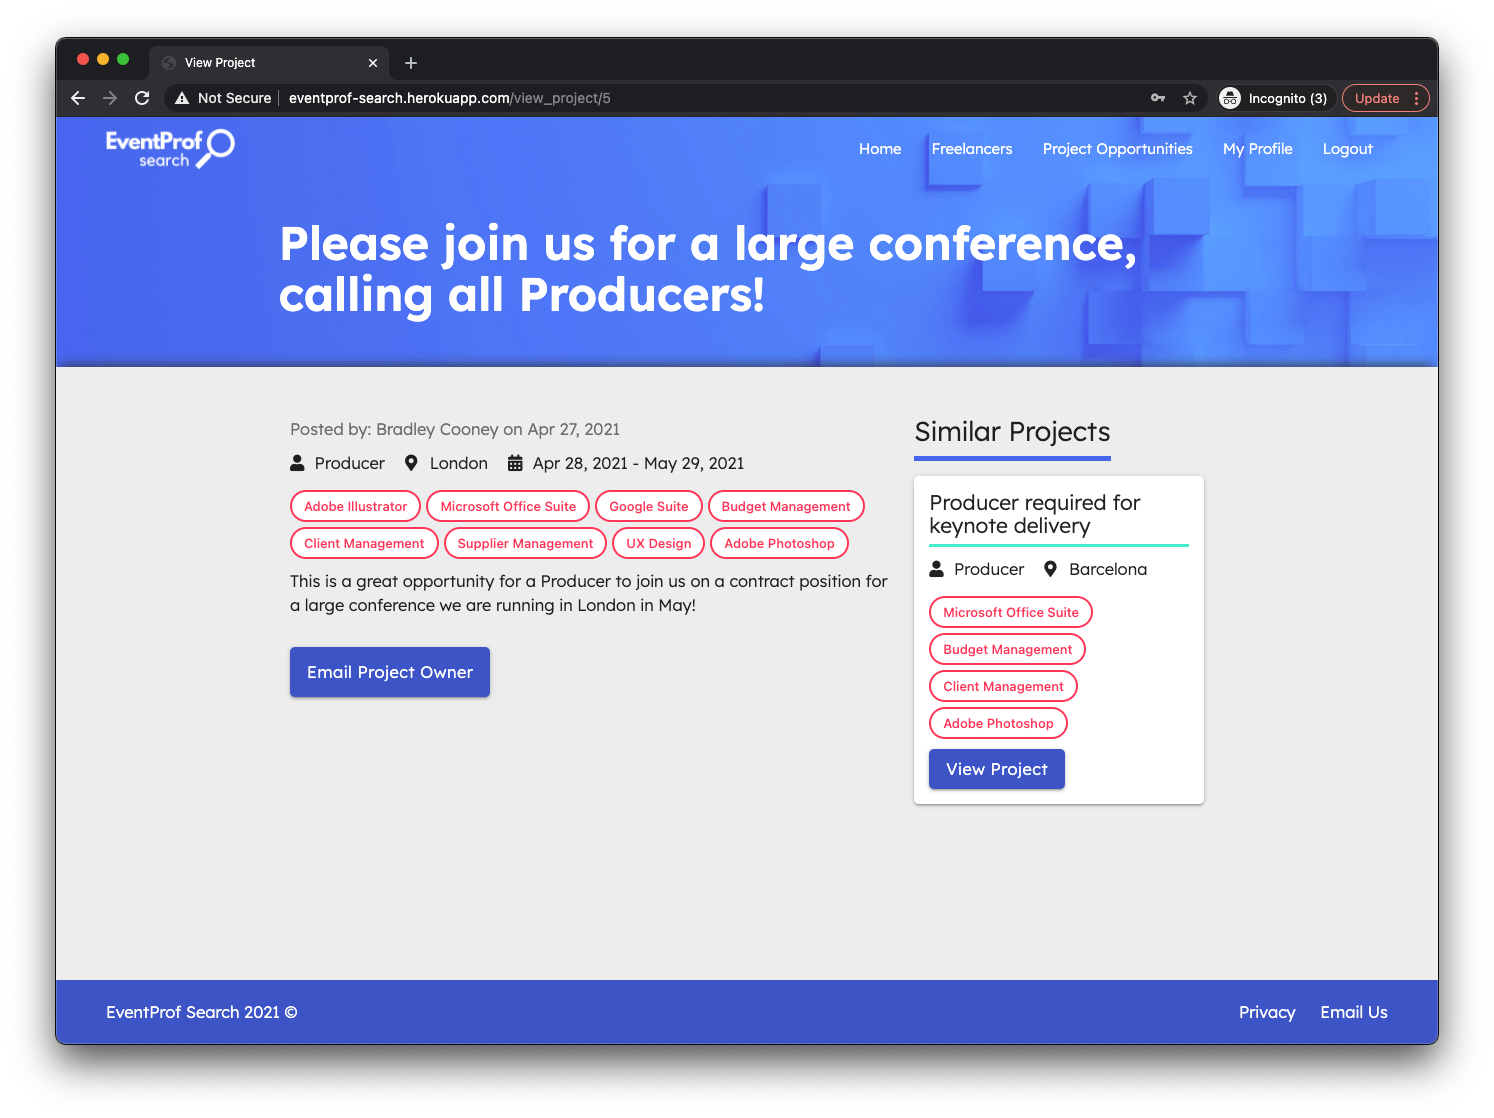 View Project
Not Secure eventprof-search.herokuapp.com/view_project/5 Incognito (3) Update
EventProf
search
Home Freelancers Project Opportunities My Profile Logout
Please join us for a large conference,
calling all Producers!
Posted by: Bradley Cooney on Apr 27, 2021
Producer London Apr 28, 2021 - May 29, 2021
Adobe Illustrator Microsoft Office Suite Google Suite Budget Management
Client Management Supplier Management UX Design Adobe Photoshop
This is a great opportunity for a Producer to join us on a contract position for
a large conference we are running in London in May!
Email Project Owner
Similar Projects
Producer required for
keynote delivery
Producer Barcelona
Microsoft Office Suite
Budget Management
Client Management
Adobe Photoshop
View Project
EventProf Search 2021 © Privacy Email Us